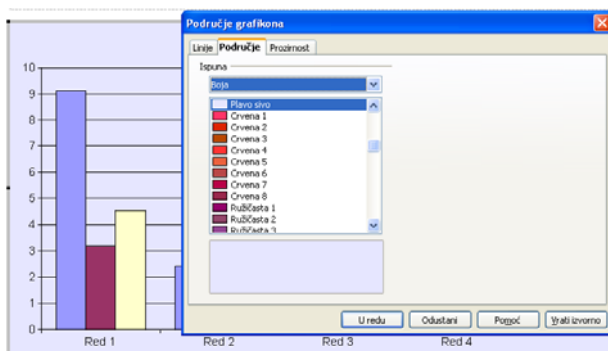 Područje grafikona
Linije Područje Prozirnost
Ispuna
Boja
Plavo sivo
Crvena 1
Crvena 2
Crvena 3
Crvena 4
Crvena 5
Crvena 6
Crvena 7
Crvena 8
Ružičasta 1
Ružičasta 2
Ružičasta 3
U redu Odustani Pomoć Vrati izvorno
10
9
8
7
6
5
4
3
2
1
0
Red 1 Red 2 Red 3 Red 4